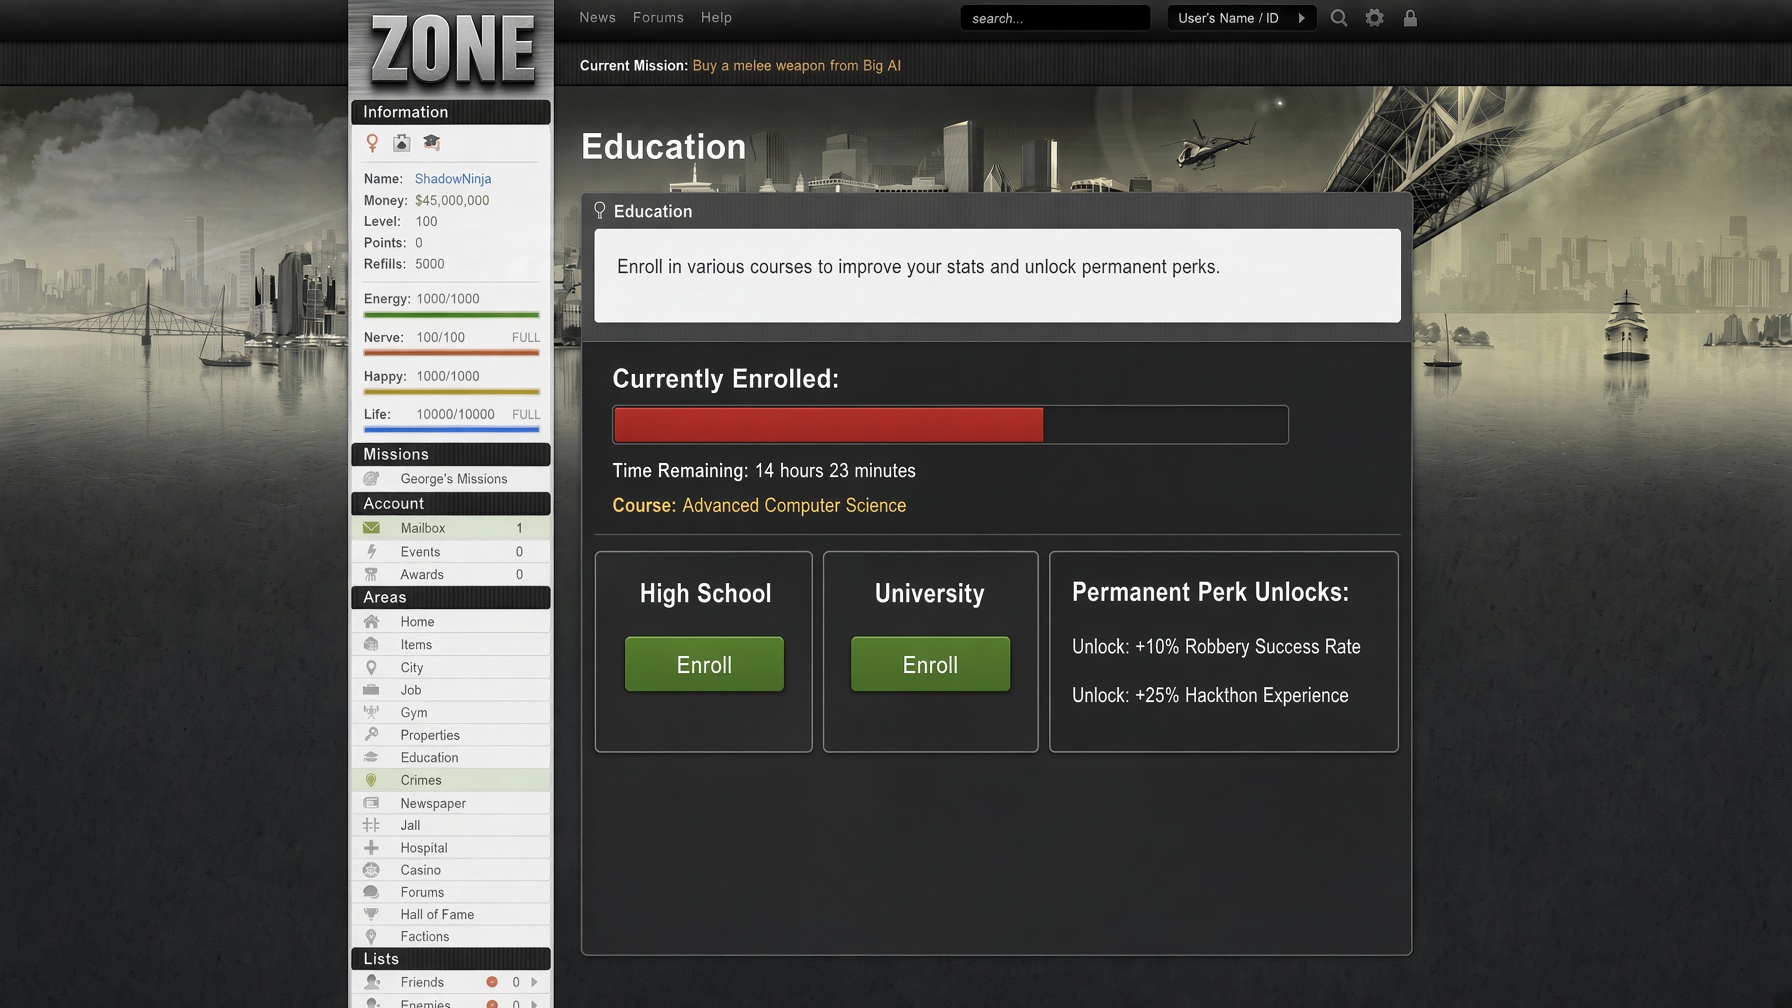 ZONE
News Forums Help
search...
User's Name / ID
Current Mission: Buy a melee weapon from Big AI
Information
Name: ShadowNinja
Money: $45,000,000
Level: 100
Points: 0
Refills: 5000
Energy: 1000/1000
Nerve: 100/100 FULL
Happy: 1000/1000
Life: 10000/10000 FULL
Missions
George's Missions
Account
Mailbox 1
Events 0
Awards 0
Areas
Home
Items
City
Job
Gym
Properties
Education
Crimes
Newspaper
Jall
Hospital
Casino
Forums
Hall of Fame
Factions
Lists
Friends 0
Enemies 0
Education
Education
Enroll in various courses to improve your stats and unlock permanent perks.
Currently Enrolled:
Time Remaining: 14 hours 23 minutes
Course: Advanced Computer Science
High School
Enroll
University
Enroll
Permanent Perk Unlocks:
Unlock: +10% Robbery Success Rate
Unlock: +25% Hackthon Experience